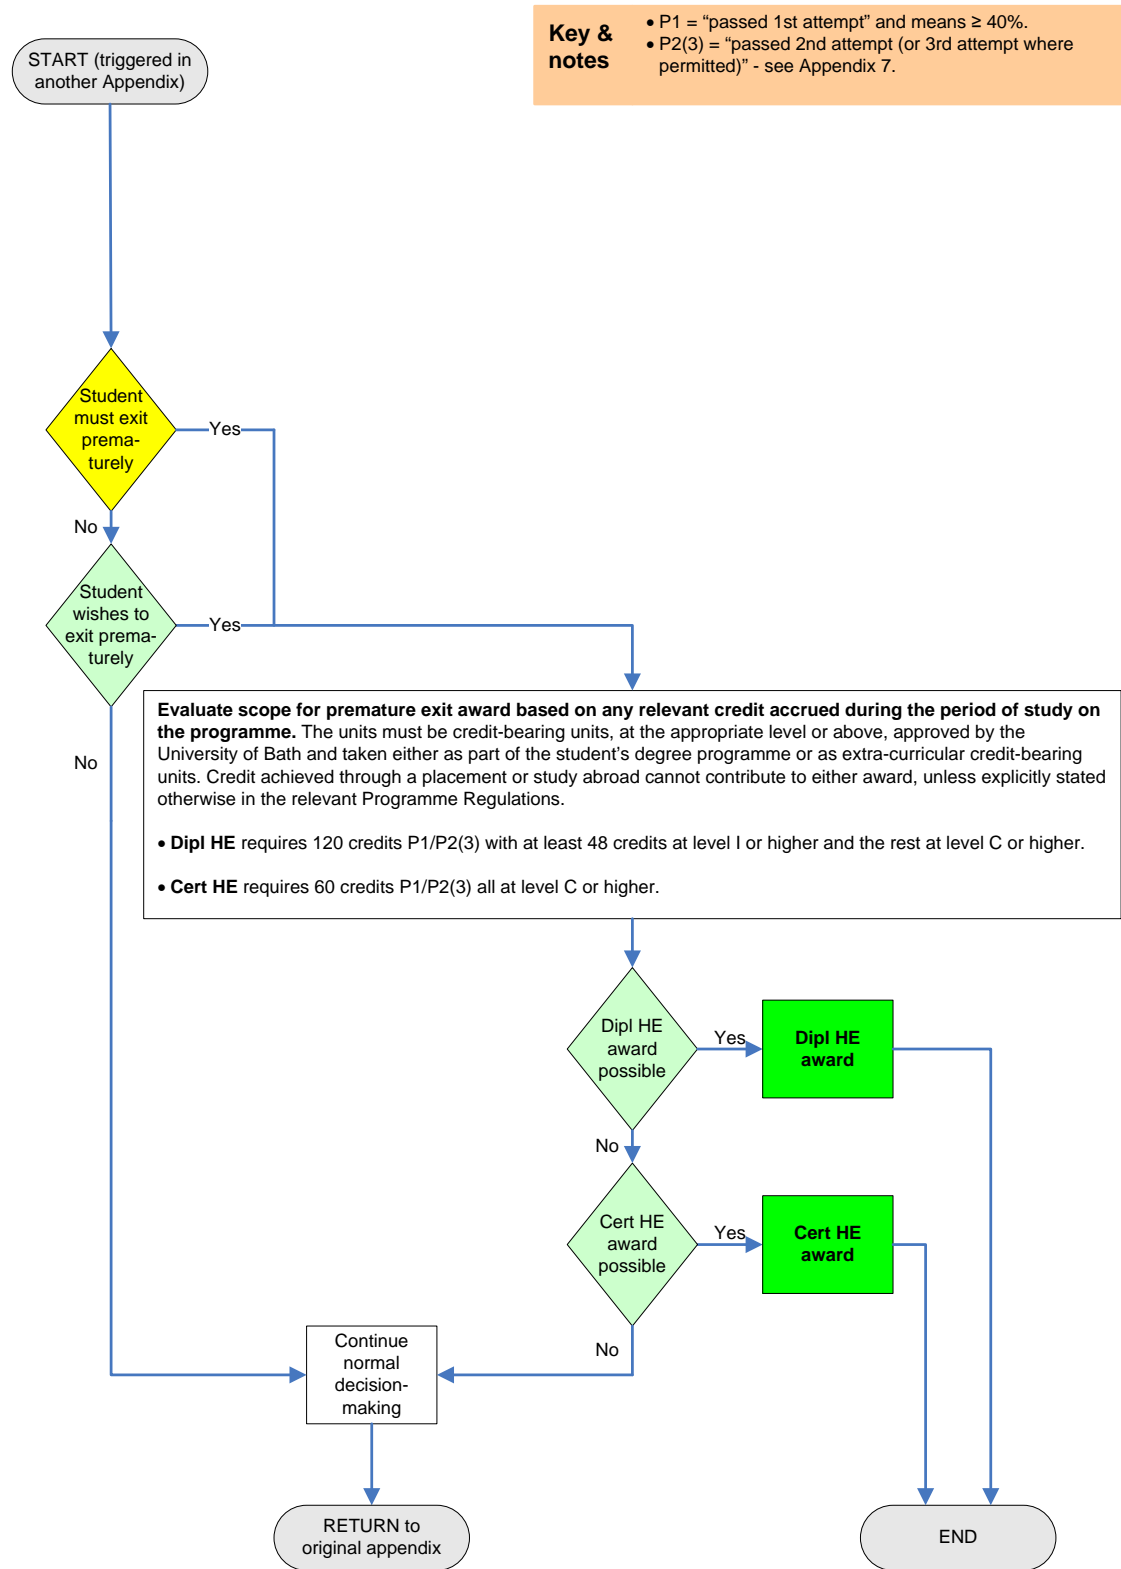 Key &
notes
• P1 = “passed 1st attempt” and means ≥ 40%.
• P2(3) = “passed 2nd attempt (or 3rd attempt where
permitted)” - see Appendix 7.
START (triggered in
another Appendix)
Student
must exit
prema-
turely
Yes
No
Student
wishes to
exit prema-
turely
Yes
No
Evaluate scope for premature exit award based on any relevant credit accrued during the period of study on
the programme. The units must be credit-bearing units, at the appropriate level or above, approved by the
University of Bath and taken either as part of the student’s degree programme or as extra-curricular credit-bearing
units. Credit achieved through a placement or study abroad cannot contribute to either award, unless explicitly stated
otherwise in the relevant Programme Regulations.
• Dipl HE requires 120 credits P1/P2(3) with at least 48 credits at level I or higher and the rest at level C or higher.
• Cert HE requires 60 credits P1/P2(3) all at level C or higher.
Dipl HE
award
possible
Yes
Dipl HE
award
No
Cert HE
award
possible
Yes
Cert HE
award
No
Continue
normal
decision-
making
RETURN to
original appendix
END